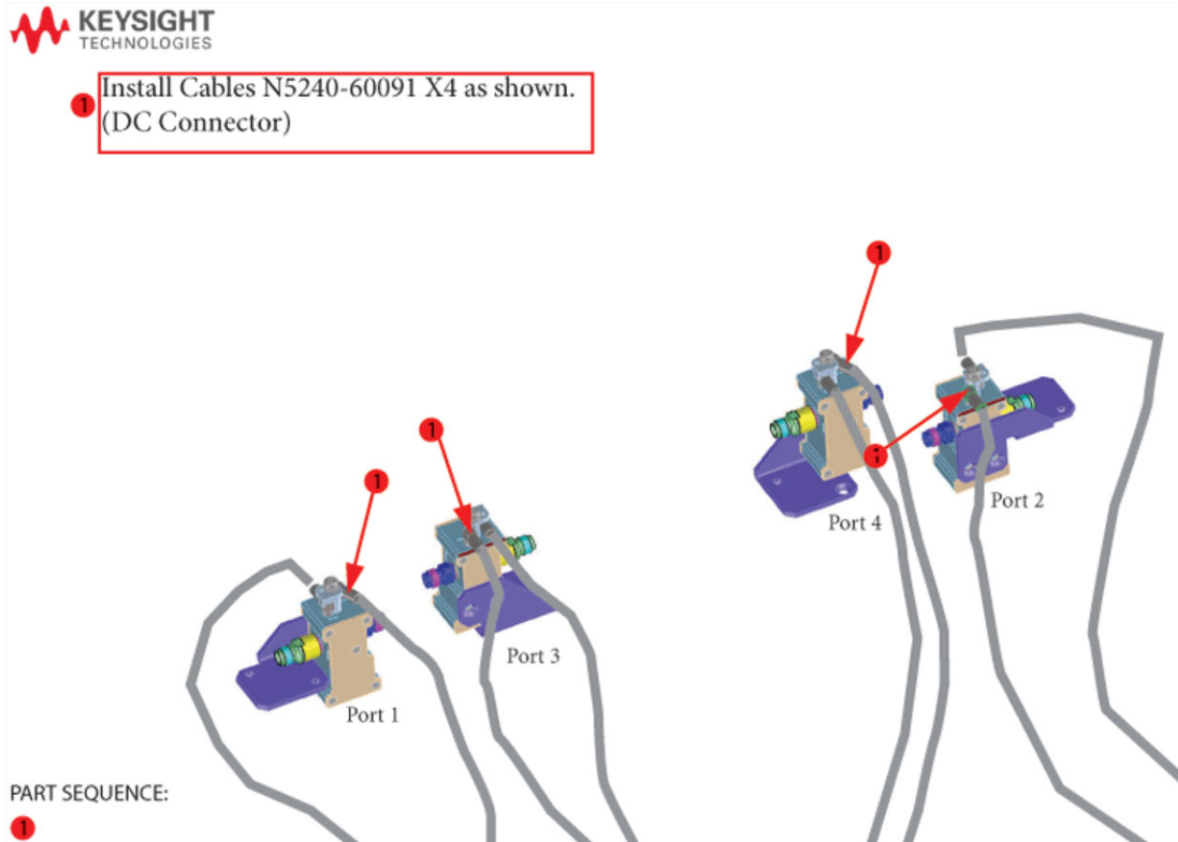 KEYSIGHT
TECHNOLOGIES
1
Install Cables N5240-60091 X4 as shown.
(DC Connector)
1
1
1
1
Port 4
Port 2
Port 3
Port 1
PART SEQUENCE:
1